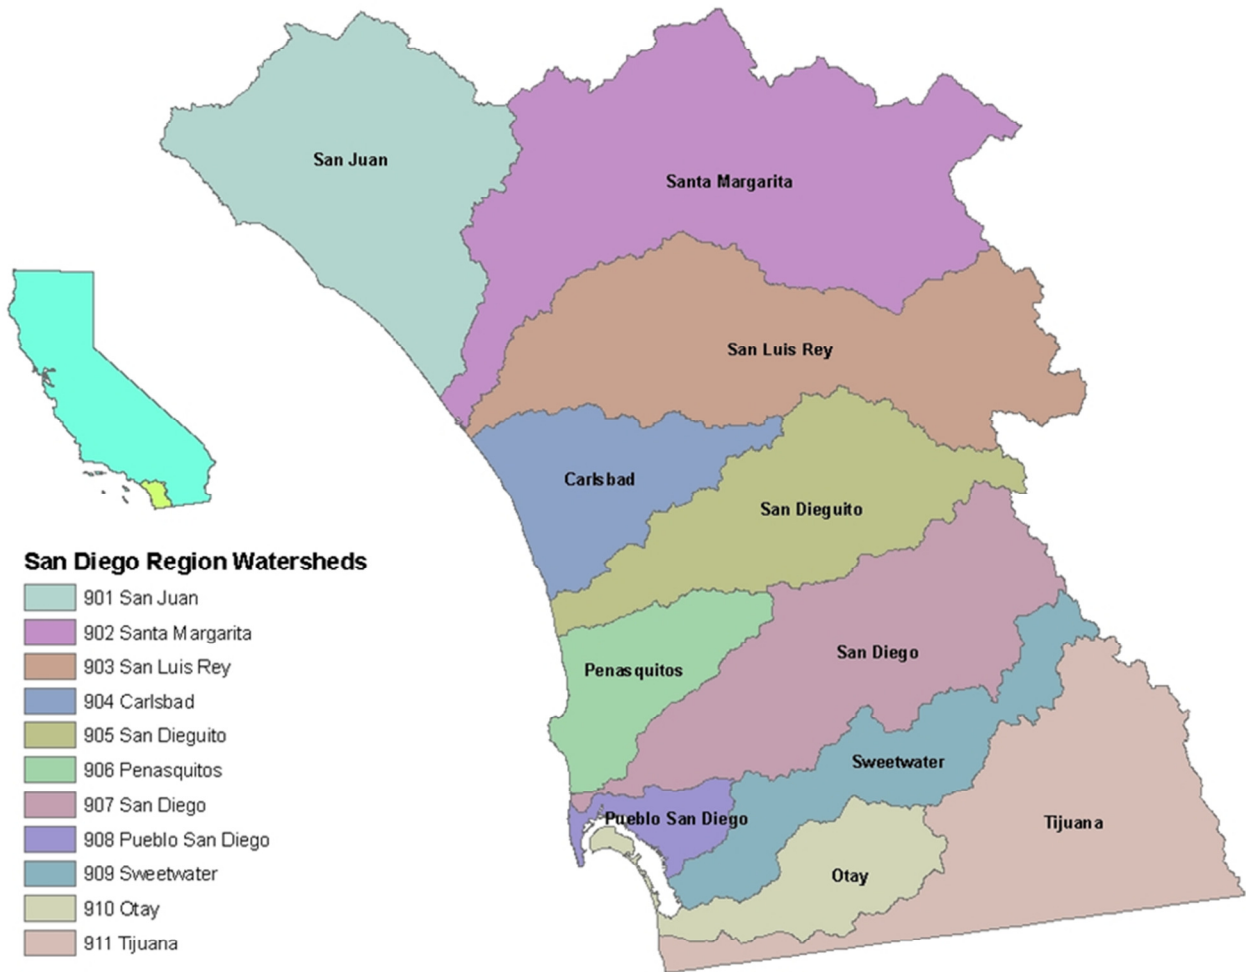 San Juan
Santa Margarita
San Luis Rey
Carlsbad
San Dieguito
San Diego Region Watersheds
901 San Juan
902 Santa Margarita
903 San Luis Rey
904 Carlsbad
905 San Dieguito
906 Penasquitos
907 San Diego
908 Pueblo San Diego
909 Sweetwater
910 Otay
911 Tijuana
San Diego
Penasquitos
Sweetwater
Pueblo San Diego
Tijuana
Otay